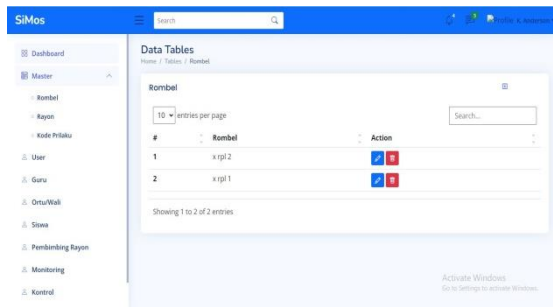 SiMos
Search
Profile K. Anderson
Dashboard
Master
Rombel
Rayon
Kode Prilaku
User
Guru
Ortu/Wali
Siswa
Pembimbing Rayon
Monitoring
Kontrol
Data Tables
Home / Tables / Rombel
Rombel
10 entries per page
Search...
# Rombel Action
1 x rpl 2
2 x rpl 1
Showing 1 to 2 of 2 entries
Activate Windows
Go to Settings to activate Windows.